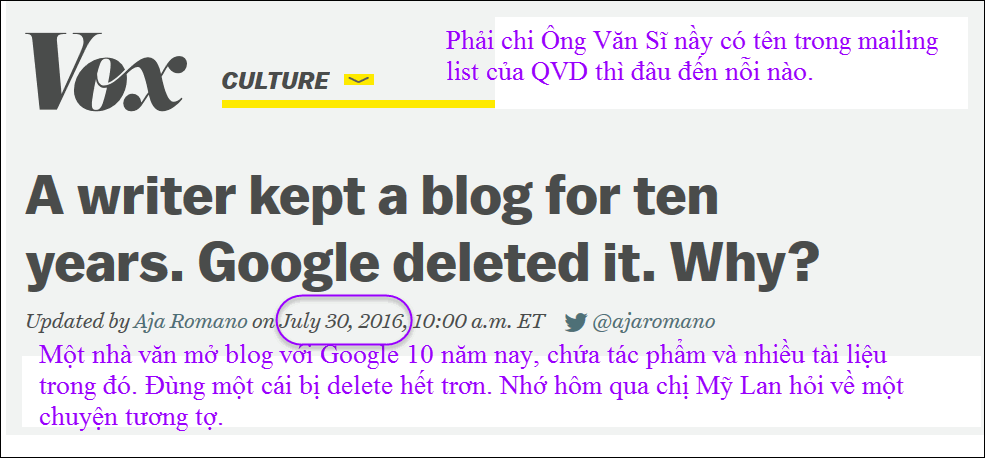 Vox
CULTURE
Phải chi Ông Văn Sĩ nầy có tên trong mailing
list của QVD thì đâu đến nỗi nào.
A writer kept a blog for ten
years. Google deleted it. Why?
Updated by Aja Romano on July 30, 2016, 10:00 a.m. ET @ajaromano
Một nhà văn mở blog với Google 10 năm nay, chứa tác phẩm và nhiều tài liệu
trong đó. Đùng một cái bị delete hết trơn. Nhớ hôm qua chị Mỹ Lan hỏi về một
chuyện tương tợ.